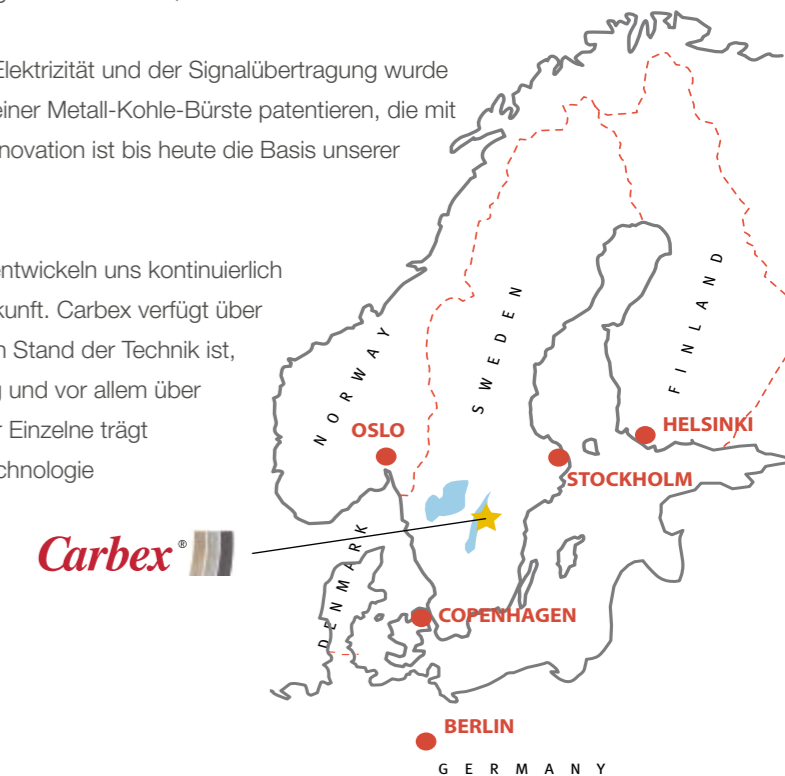 Elektrizität und der Signalübertragung wurde
einer Metall-Kohle-Bürste patentieren, die mit
nnovation ist bis heute die Basis unserer
entwickeln uns kontinuierlich
kunft. Carbex verfügt über
n Stand der Technik ist,
g und vor allem über
r Einzelne trägt
chnologie
NORWAY
SWEDEN
FINLAND
OSLO
HELSINKI
STOCKHOLM
Carbex®
DENMARK
COPENHAGEN
BERLIN
GERMANY